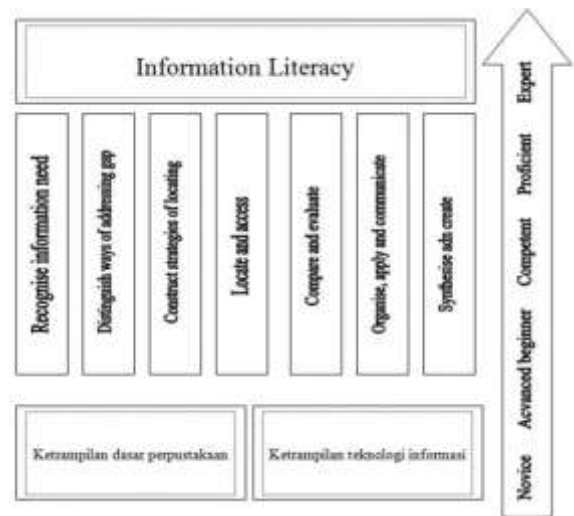 Information Literacy
Recognise information need
Distinguish ways of addressing gap
Construct strategies of locating
Locate and access
Compare and evaluate
Organise, apply and communicate
Synthesise adn create
Ketrampilan dasar perpustakaan
Ketrampilan teknologi informasi
Novice Acvanced beginner Competent Proficient Expert